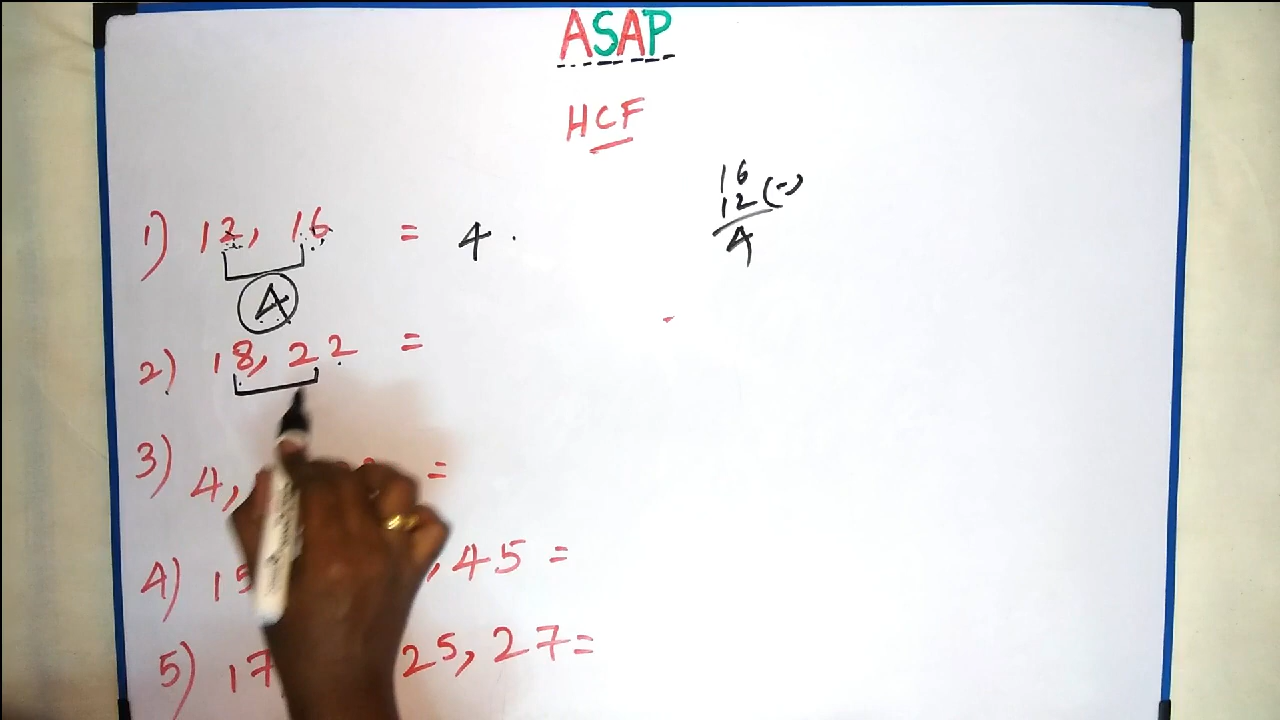 ASAP
HCF
16
12 (-)
4
1) 12, 16 = 4.
4
2) 18, 22 =
3) 4, =
4) 15 , 45 =
5) 17 25, 27 =